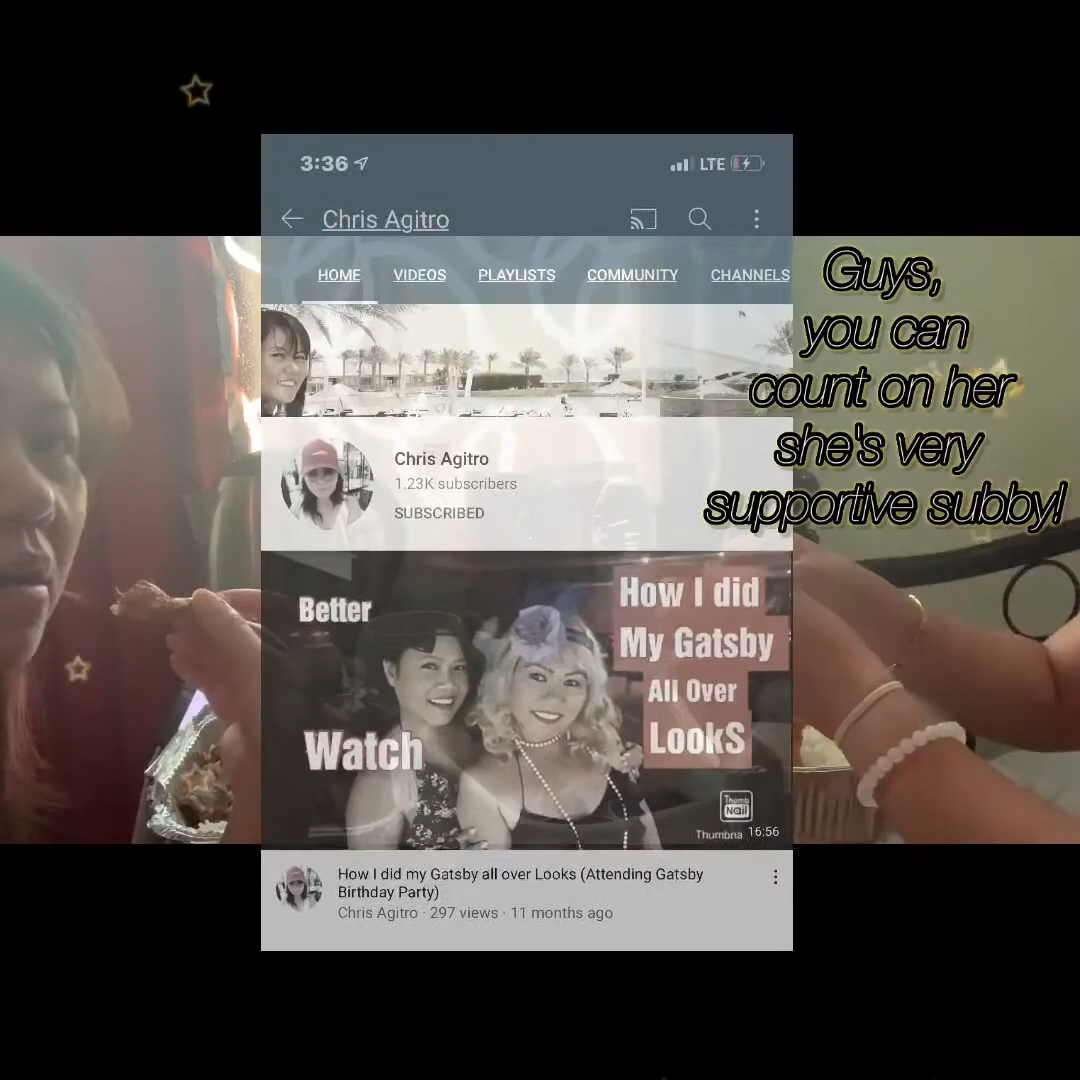 3:36
LTE
Chris Agitro
HOME VIDEOS PLAYLISTS COMMUNITY CHANNELS
Guys,
you can
count on her
she's very
supportive subby!
Chris Agitro
1.23K subscribers
SUBSCRIBED
Better
Watch
How I did
My Gatsby
All Over
LookS
Thumb
Nail
Thumbna 16:56
How I did my Gatsby all over Looks (Attending Gatsby
Birthday Party)
Chris Agitro · 297 views · 11 months ago